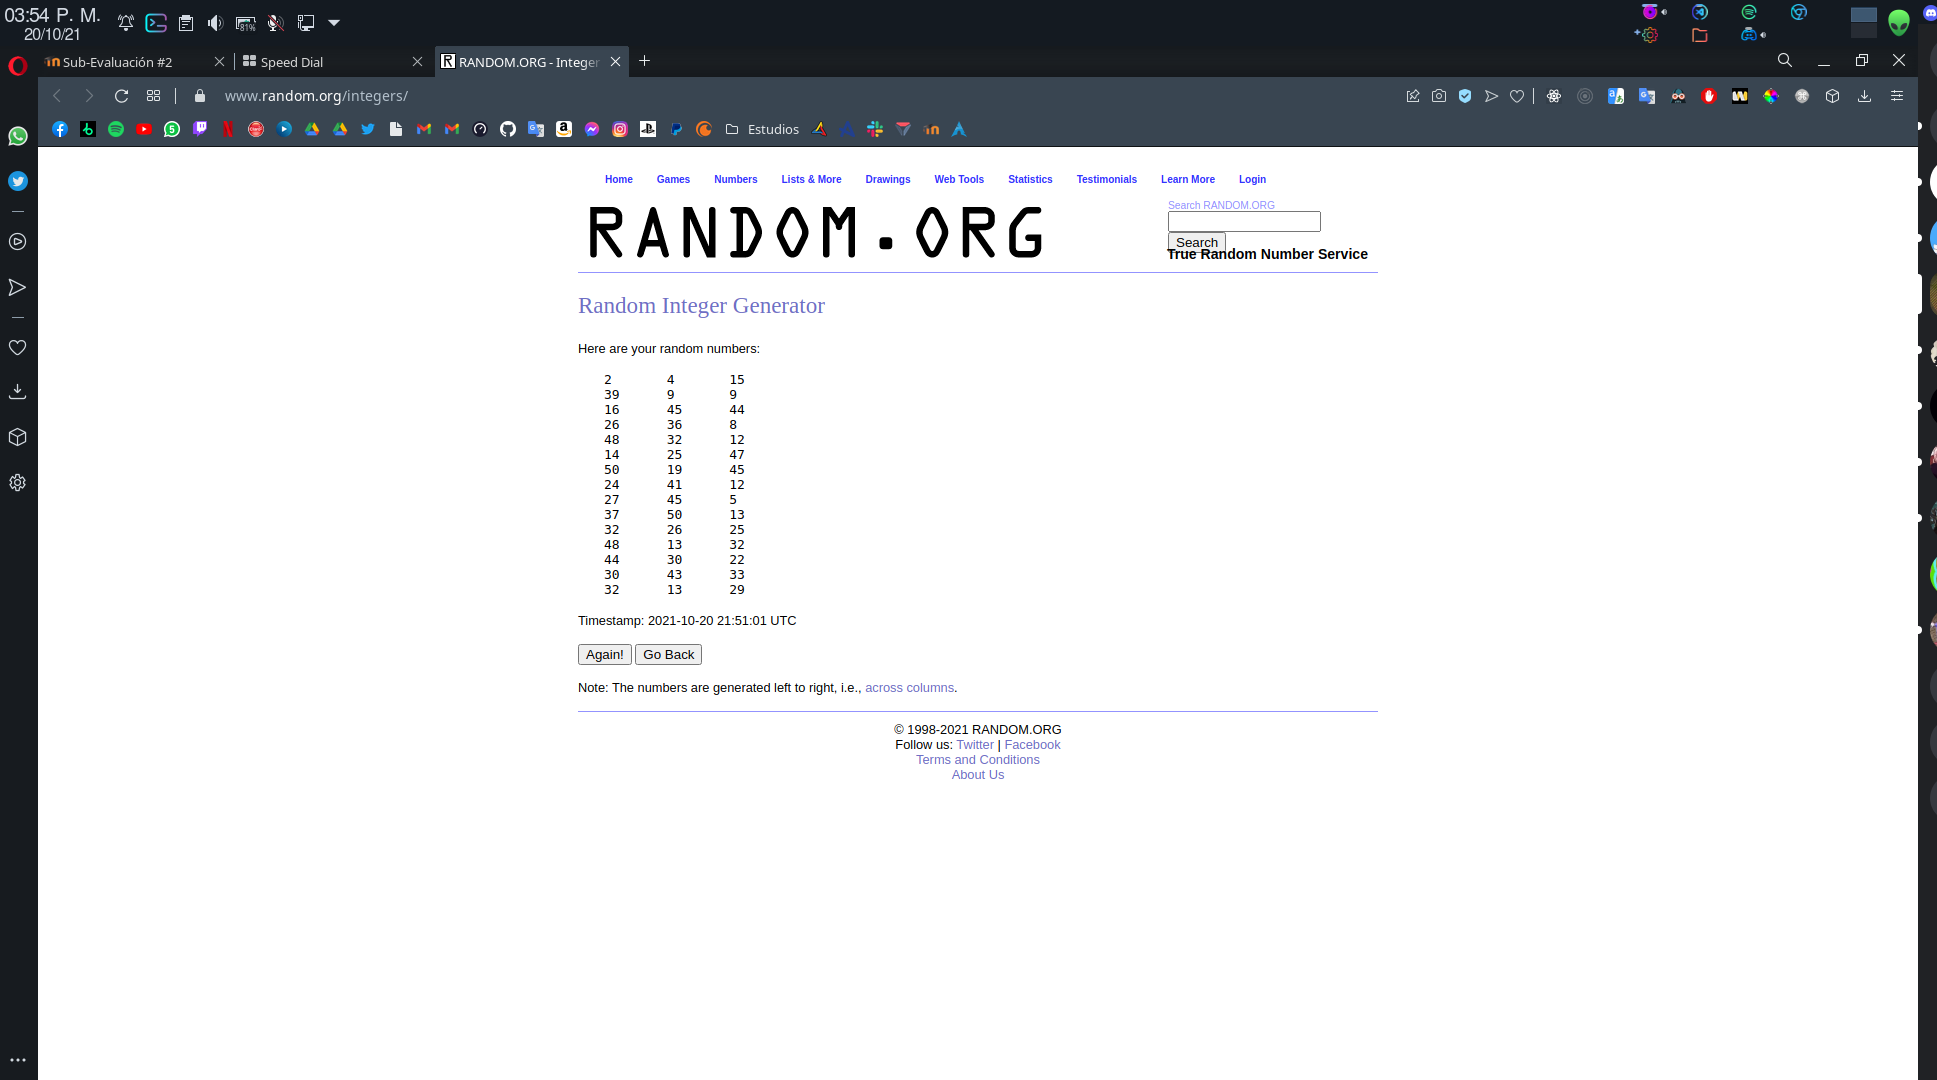 03:54 P. M.
20/10/21
81%
Sub-Evaluación #2
Speed Dial
RANDOM.ORG - Integer
www.random.org/integers/
Estudios
Home Games Numbers Lists & More Drawings Web Tools Statistics Testimonials Learn More Login
RANDOM.ORG
Search RANDOM.ORG
Search
True Random Number Service
Random Integer Generator
Here are your random numbers:
2 4 15
39 9 9
16 45 44
26 36 8
48 32 12
14 25 47
50 19 45
24 41 12
27 45 5
37 50 13
32 26 25
48 13 32
44 30 22
30 43 33
32 13 29
Timestamp: 2021-10-20 21:51:01 UTC
Again! Go Back
Note: The numbers are generated left to right, i.e., across columns.
© 1998-2021 RANDOM.ORG
Follow us: Twitter | Facebook
Terms and Conditions
About Us